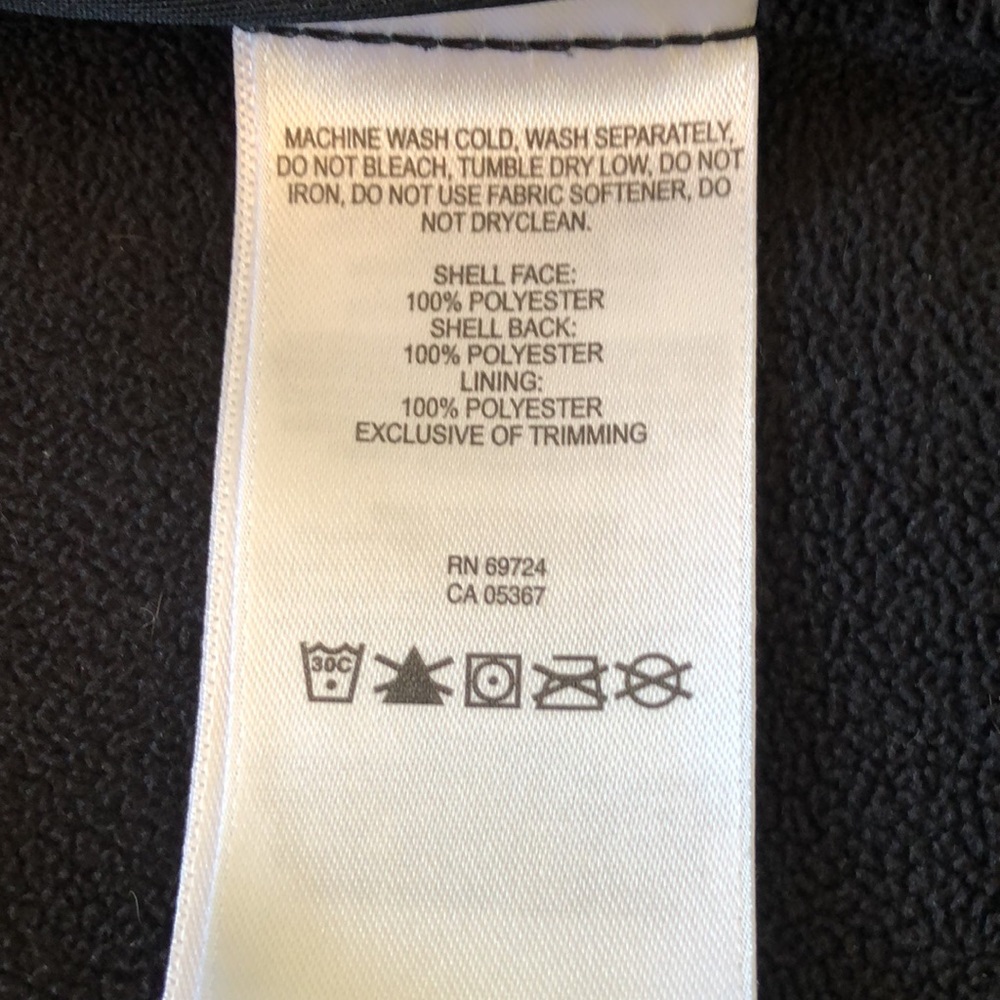 MACHINE WASH COLD, WASH SEPARATELY,
DO NOT BLEACH, TUMBLE DRY LOW, DO NOT
IRON, DO NOT USE FABRIC SOFTENER, DO
NOT DRYCLEAN.
SHELL FACE:
100% POLYESTER
SHELL BACK:
100% POLYESTER
LINING:
100% POLYESTER
EXCLUSIVE OF TRIMMING
RN 69724
CA 05367
30C